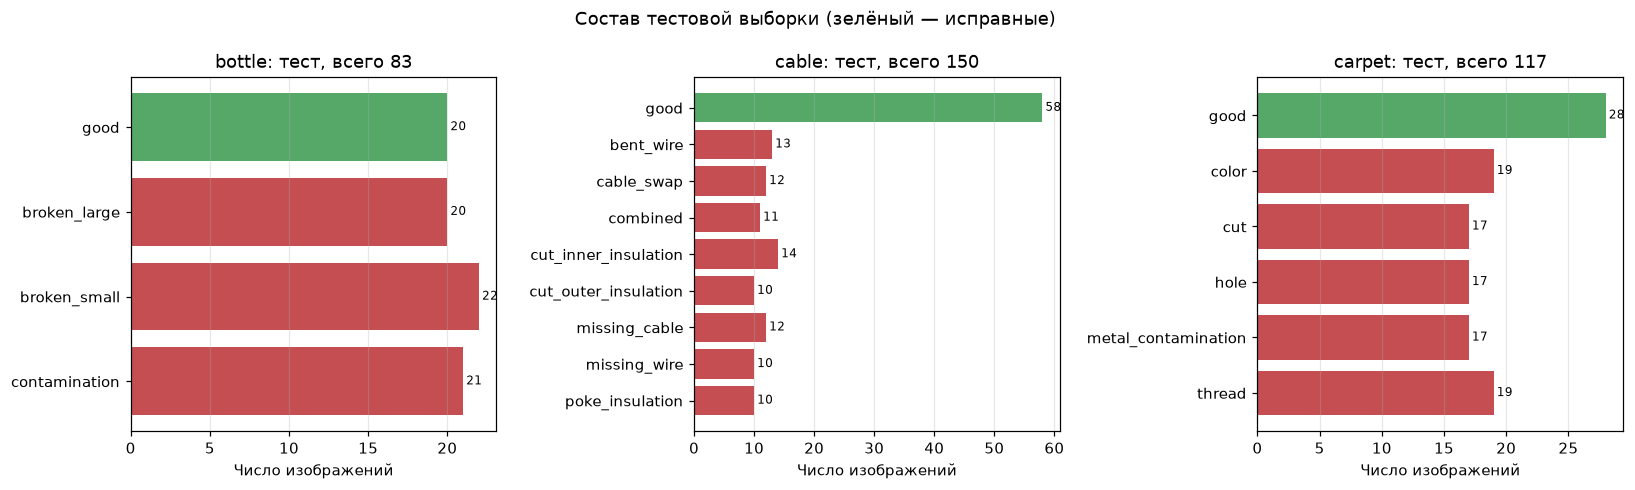 Состав тестовой выборки (зелёный — исправные)
bottle: тест, всего 83
good
20
broken_large
20
broken_small
22
contamination
21
0 5 10 15 20
Число изображений
cable: тест, всего 150
good
58
bent_wire
13
cable_swap
12
combined
11
cut_inner_insulation
14
cut_outer_insulation
10
missing_cable
12
missing_wire
10
poke_insulation
10
0 10 20 30 40 50 60
Число изображений
carpet: тест, всего 117
good
28
color
19
cut
17
hole
17
metal_contamination
17
thread
19
0 5 10 15 20 25
Число изображений